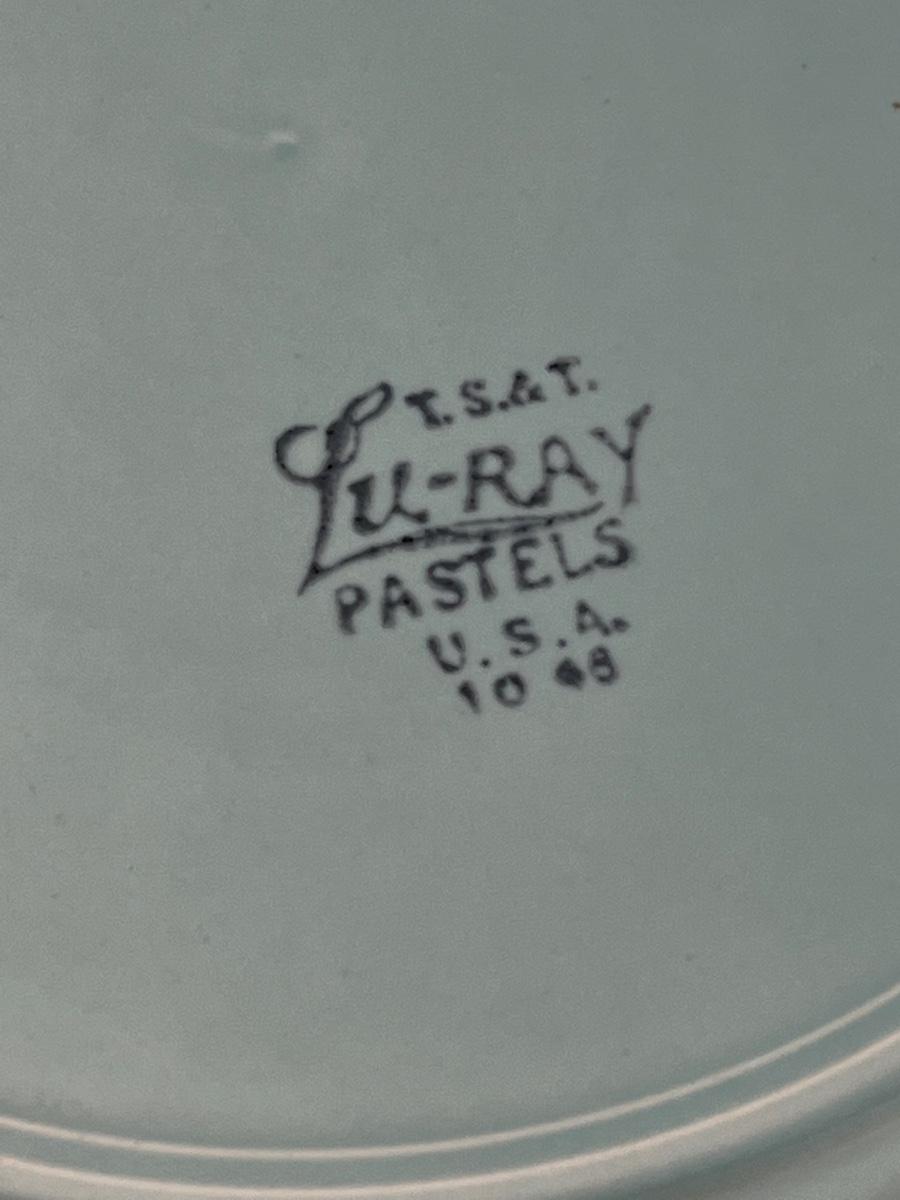 T.S.&T.
Lu-RAY
PASTELS
U.S.A.
10 48